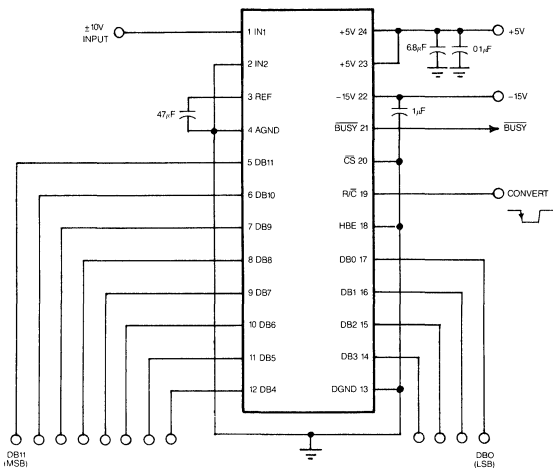 ±10V
INPUT
1 IN1
2 IN2
3 REF
4 AGND
5 DB11
6 DB10
7 DB9
8 DB8
9 DB7
10 DB6
11 DB5
12 DB4
47µF
+5V 24
+5V 23
-15V 22
BUSY 21
CS 20
R/C 19
HBE 18
DB0 17
DB1 16
DB2 15
DB3 14
DGND 13
6.8µF
01µF
+5V
-15V
1µF
BUSY
CONVERT
DB11
(MSB)
DBO
(LSB)